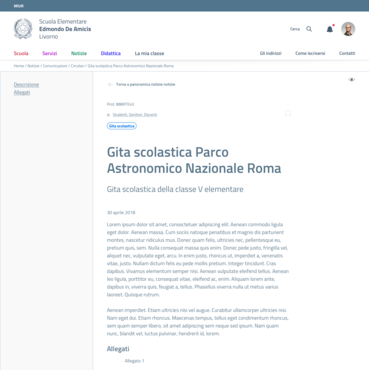 MIUR
Scuola Elementare
Edmondo De Amicis
Livorno
Cerca
Scuola Servizi Notizie Didattica La mia classe
Gli indirizzi Come iscriversi Contatti
Home / Notizie / Comunicazioni / Circolari / Gita scolastica Parco Astronomico Nazionale Roma
Descrizione
Allegati
Torna a panoramica notizie
Prot.
Studenti, Genitori, Docenti
Gita scolastica
Gita scolastica Parco
Astronomico Nazionale Roma
Gita scolastica della classe V elementare
30 aprile 2018
Lorem ipsum dolor sit amet, consectetuer adipiscing elit. Aenean commodo ligula
eget dolor. Aenean massa. Cum sociis natoque penatibus et magnis dis parturient
montes, nascetur ridiculus mus. Donec quam felis, ultricies nec, pellentesque eu,
pretium quis, sem. Nulla consequat massa quis enim. Donec pede justo, fringilla vel,
aliquet nec, vulputate eget, arcu. In enim justo, rhoncus ut, imperdiet a, venenatis
vitae, justo. Nullam dictum felis eu pede mollis pretium. Integer tincidunt. Cras
dapibus. Vivamus elementum semper nisi. Aenean vulputate eleifend tellus. Aenean
leo ligula, porttitor eu, consequat vitae, eleifend ac, enim. Aliquam lorem ante,
dapibus in, viverra quis, feugiat a, tellus. Phasellus viverra nulla ut metus varius
laoreet. Quisque rutrum.
Aenean imperdiet. Etiam ultricies nisi vel augue. Curabitur ullamcorper ultricies nisi.
Nam eget dui. Etiam rhoncus. Maecenas tempus, tellus eget condimentum rhoncus,
sem quam semper libero, sit amet adipiscing sem neque sed ipsum. Nam quam
nunc, blandit vel, luctus pulvinar, hendrerit id, lorem.
Allegati
Allegato 1